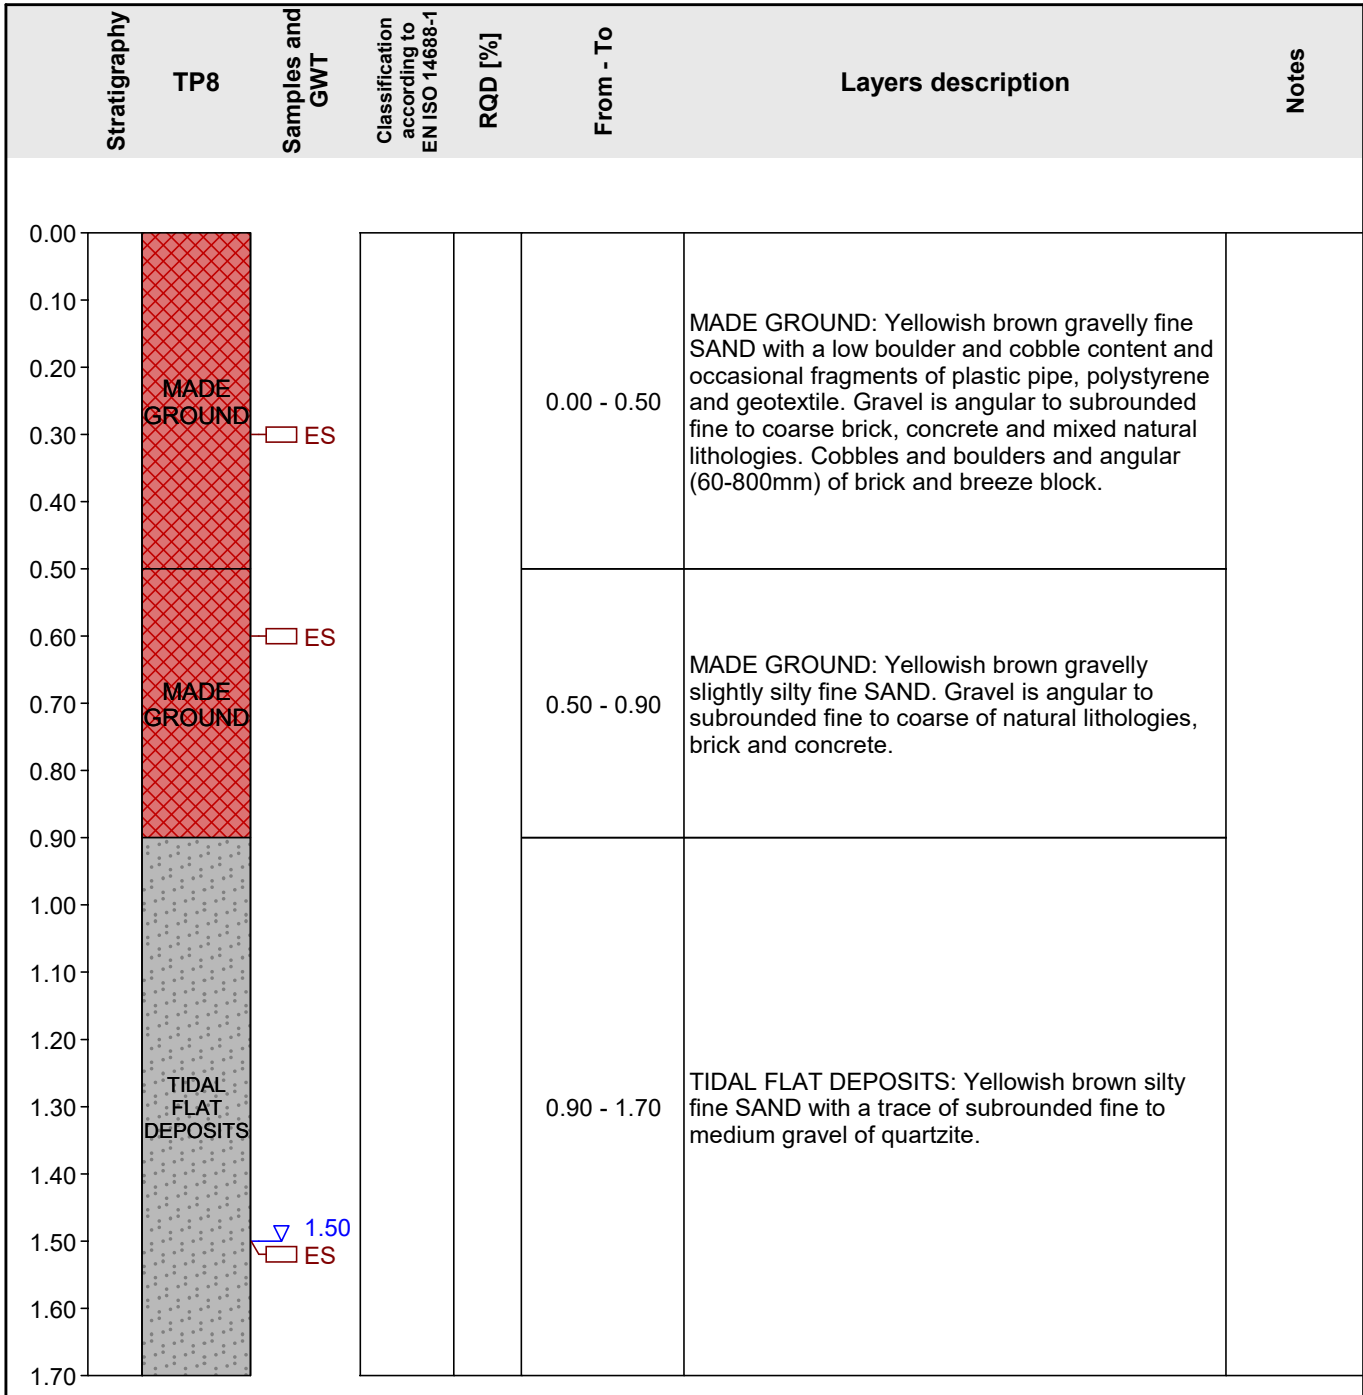 Stratigraphy
TP8
Samples and
GWT
Classification
according to
EN ISO 14688-1
RQD [%]
From - To
Layers description
Notes
0.00
0.10
0.20
0.30
0.40
0.50
0.60
0.70
0.80
0.90
1.00
1.10
1.20
1.30
1.40
1.50
1.60
1.70
MADE
GROUND
ES
0.00 - 0.50
MADE GROUND: Yellowish brown gravelly fine
SAND with a low boulder and cobble content and
occasional fragments of plastic pipe, polystyrene
and geotextile. Gravel is angular to subrounded
fine to coarse brick, concrete and mixed natural
lithologies. Cobbles and boulders and angular
(60-800mm) of brick and breeze block.
MADE
GROUND
ES
0.50 - 0.90
MADE GROUND: Yellowish brown gravelly
slightly silty fine SAND. Gravel is angular to
subrounded fine to coarse of natural lithologies,
brick and concrete.
TIDAL
FLAT
DEPOSITS
1.50
ES
0.90 - 1.70
TIDAL FLAT DEPOSITS: Yellowish brown silty
fine SAND with a trace of subrounded fine to
medium gravel of quartzite.